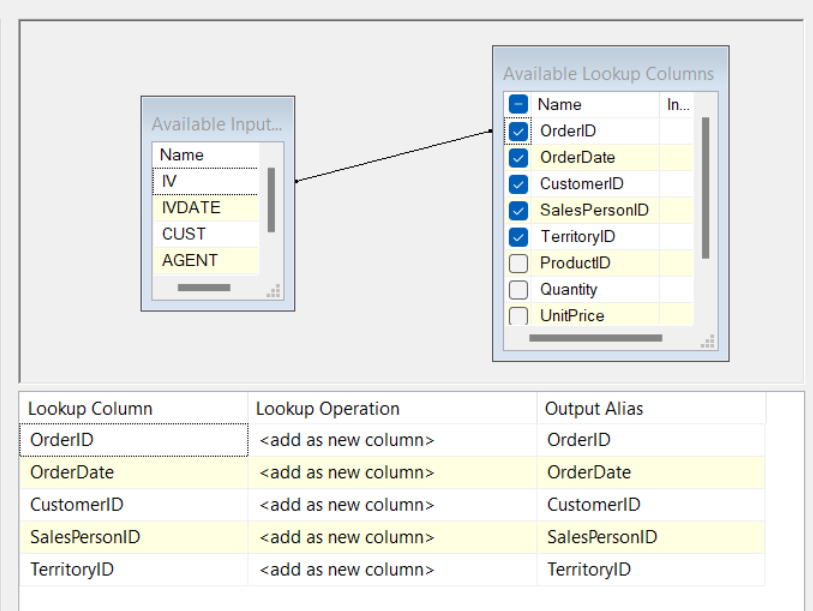 Available Input...
Name
IV
IVDATE
CUST
AGENT
Available Lookup Columns
Name In...
OrderID
OrderDate
CustomerID
SalesPersonID
TerritoryID
ProductID
Quantity
UnitPrice
Lookup Column Lookup Operation Output Alias
OrderID <add as new column> OrderID
OrderDate <add as new column> OrderDate
CustomerID <add as new column> CustomerID
SalesPersonID <add as new column> SalesPersonID
TerritoryID <add as new column> TerritoryID